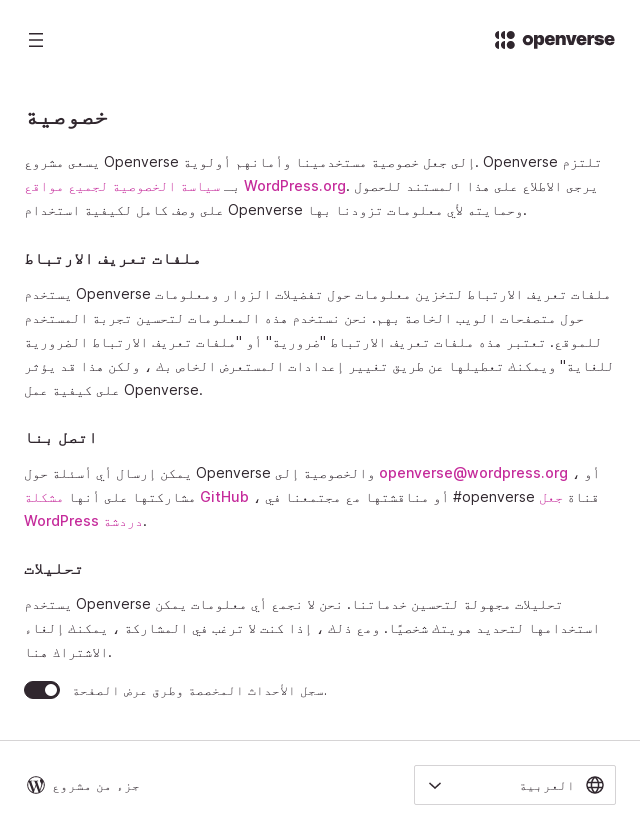 openverse
خصوصية
يسعى مشروع Openverse إلى جعل خصوصية مستخدمينا وأمانهم أولوية. Openverse تلتزم
بـ سياسة الخصوصية لجميع مواقع WordPress.org. يرجى الاطلاع على هذا المستند للحصول
على وصف كامل لكيفية استخدام Openverse وحمايته لأي معلومات تزودنا بها.
ملفات تعريف الارتباط
يستخدم Openverse ملفات تعريف الارتباط لتخزين معلومات حول تفضيلات الزوار ومعلومات
حول متصفحات الويب الخاصة بهم. نحن نستخدم هذه المعلومات لتحسين تجربة المستخدم
للموقع. تعتبر هذه ملفات تعريف الارتباط "ضرورية" أو "ملفات تعريف الارتباط الضرورية
للغاية" ويمكنك تعطيلها عن طريق تغيير إعدادات المستعرض الخاص بك ، ولكن هذا قد يؤثر
على كيفية عمل Openverse.
اتصل بنا
يمكن إرسال أي أسئلة حول Openverse والخصوصية إلى openverse@wordpress.org ، أو
مشاركتها على أنها مشكلة GitHub ، أو مناقشتها مع مجتمعنا في #openverse قناة جعل
WordPress دردشة.
تحليلات
يستخدم Openverse تحليلات مجهولة لتحسين خدماتنا. نحن لا نجمع أي معلومات يمكن
استخدامها لتحديد هويتك شخصيًا. ومع ذلك ، إذا كنت لا ترغب في المشاركة ، يمكنك إلغاء
الاشتراك هنا.
سجل الأحداث المخصصة وطرق عرض الصفحة.
جزء من مشروع
العربية